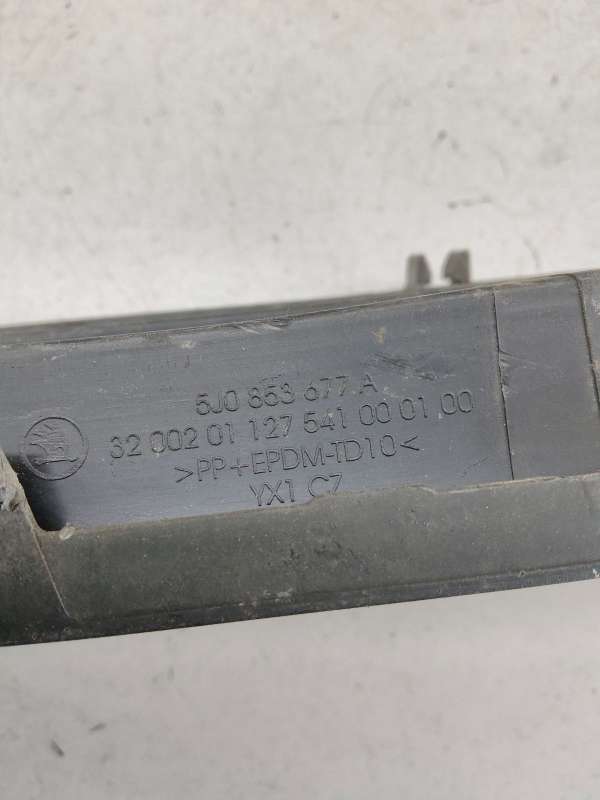 5J0 853 677 A
32 002 01 127 541 00 01 00
>PP+EPDM-TD10<
YX1 C7